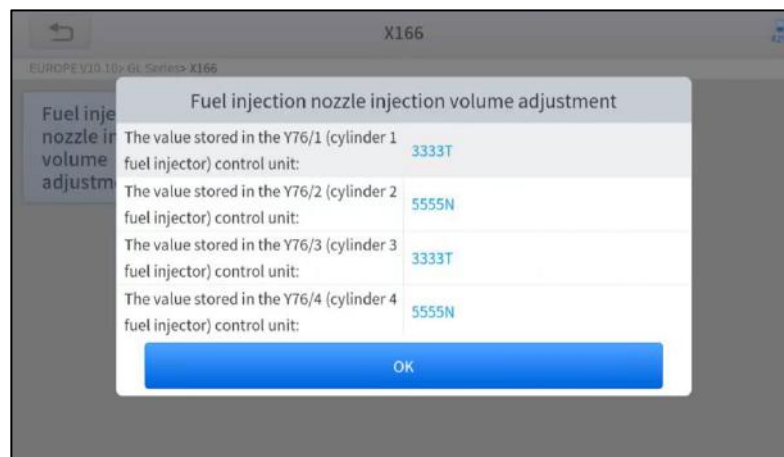 X166
EUROPE V10.10> GL Series> X166
Fuel injection nozzle injection volume adjustment
Fuel inje
nozzle in
volume
adjustm
The value stored in the Y76/1 (cylinder 1
fuel injector) control unit:
3333T
The value stored in the Y76/2 (cylinder 2
fuel injector) control unit:
5555N
The value stored in the Y76/3 (cylinder 3
fuel injector) control unit:
3333T
The value stored in the Y76/4 (cylinder 4
fuel injector) control unit:
5555N
OK